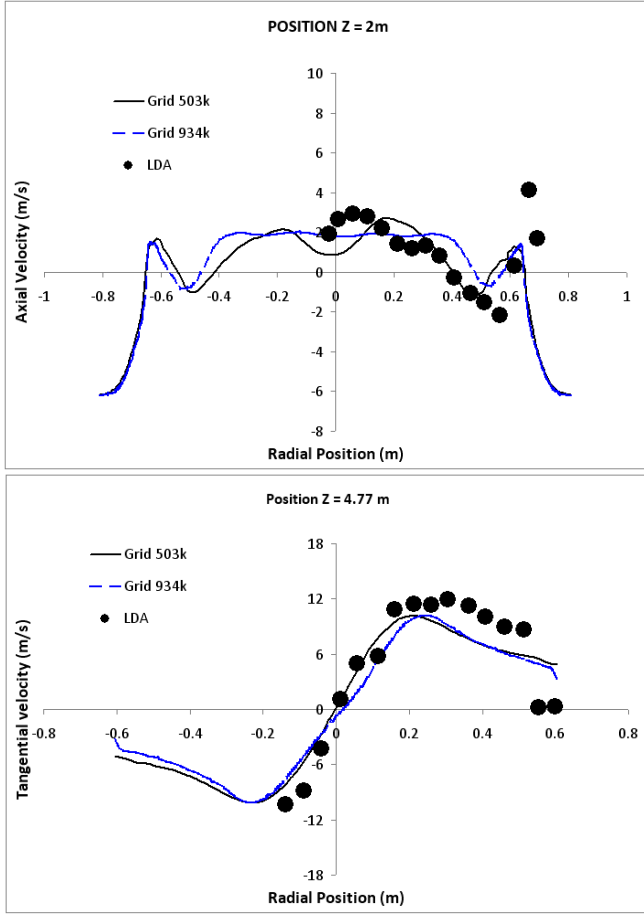 POSITION Z = 2m
10
Grid 503k
8
Grid 934k
6
LDA
4
2
0
-1 -0.8 -0.6 -0.4 -0.2 0 0.2 0.4 0.6 0.8 1
-2
-4
-6
-8
Axial Velocity (m/s)
Radial Position (m)
Position Z = 4.77 m
18
Grid 503k
12
Grid 934k
LDA
6
0
-0.8 -0.6 -0.4 -0.2 0 0.2 0.4 0.6 0.8
-6
-12
-18
Tangential velocity (m/s)
Radial Position (m)